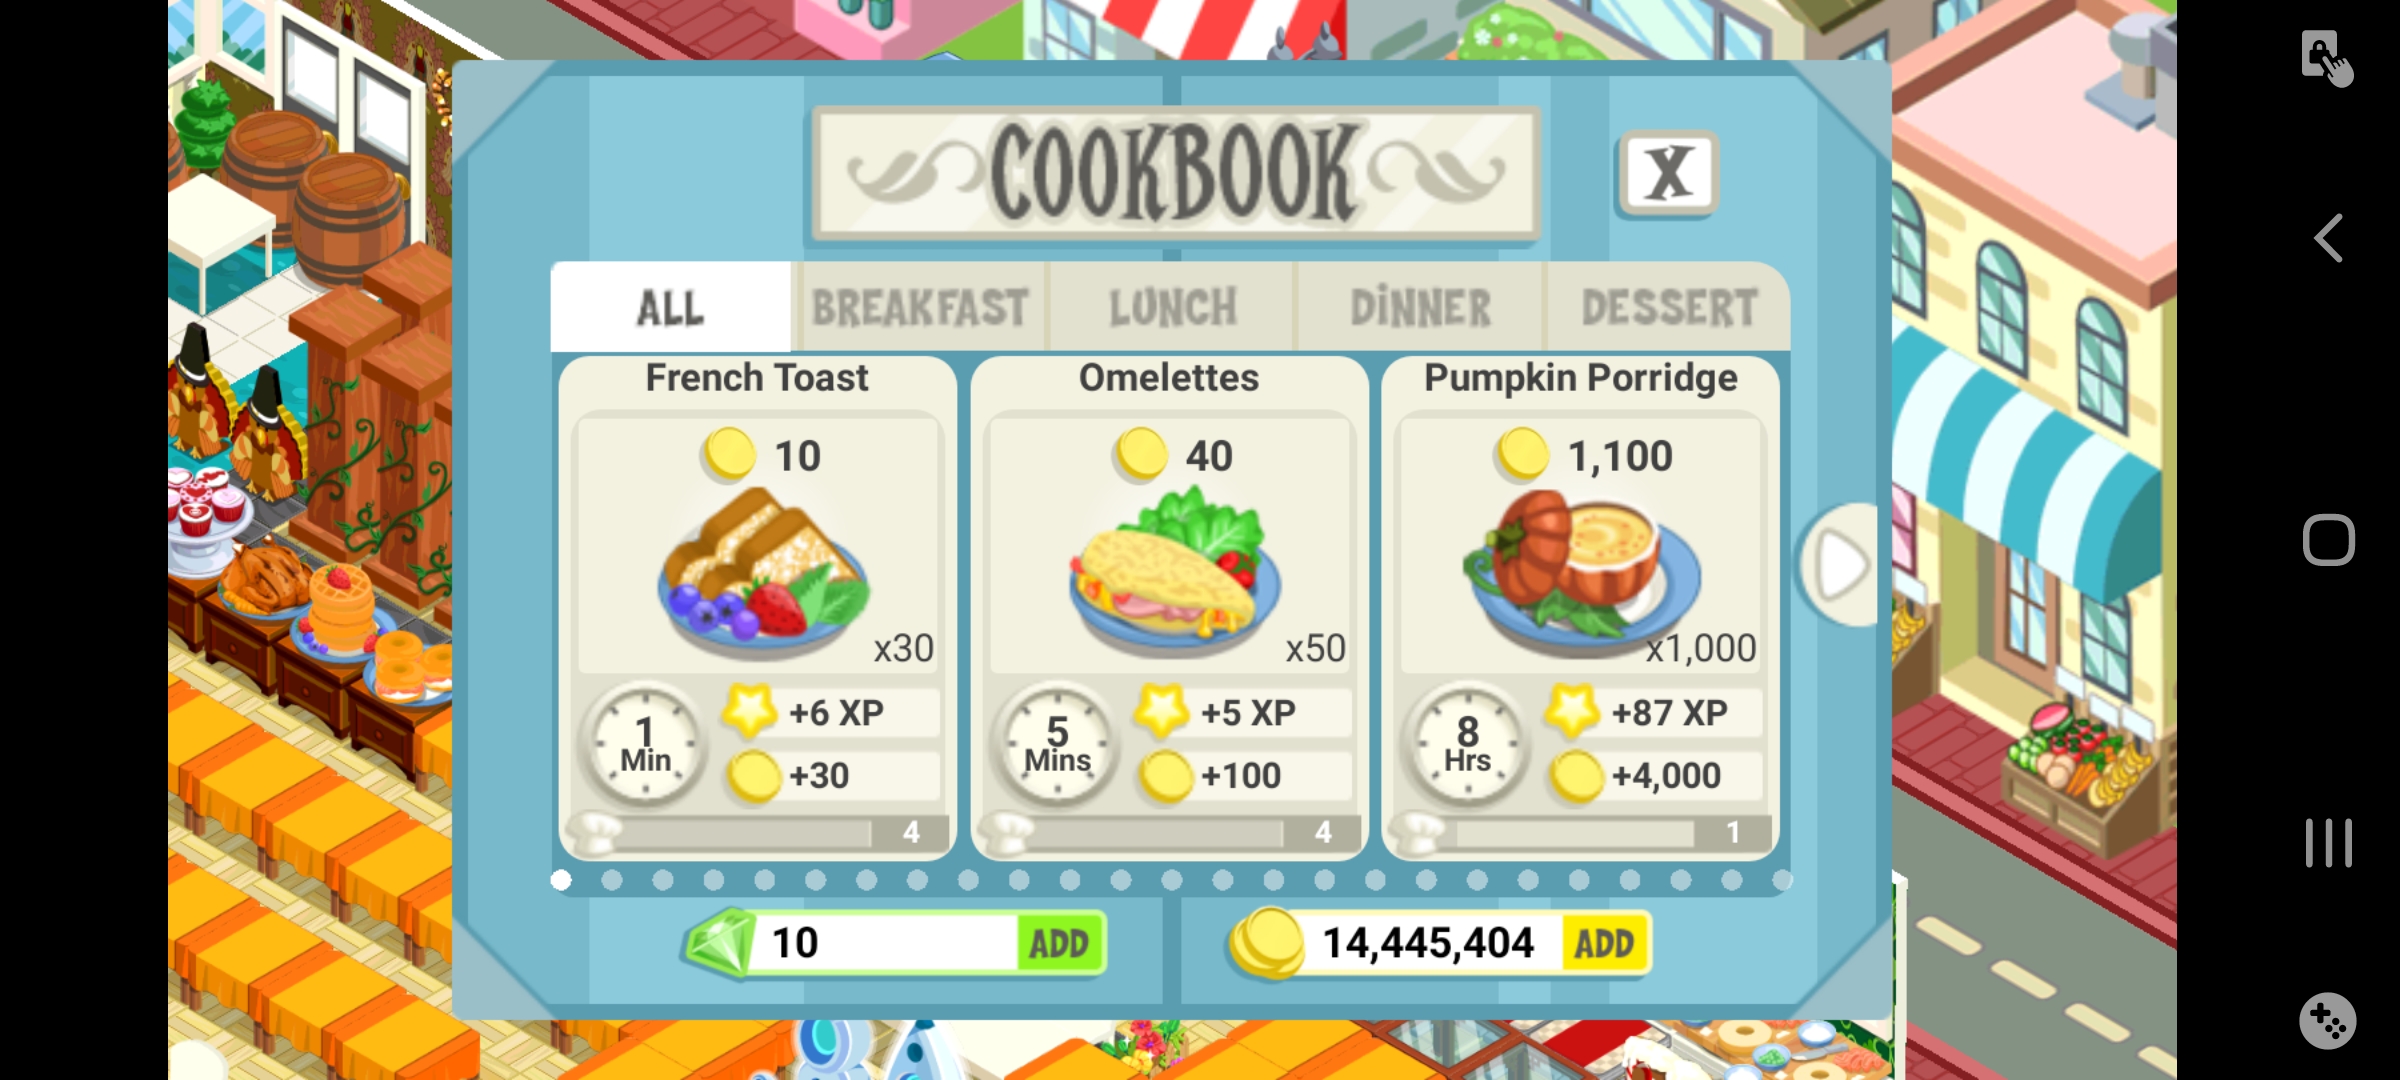 COOKBOOK
X
ALL
BREAKFAST
LUNCH
DINNER
DESSERT
French Toast
10
x30
1
Min
+6 XP
+30
4
Omelettes
40
x50
5
Mins
+5 XP
+100
4
Pumpkin Porridge
1,100
x1,000
8
Hrs
+87 XP
+4,000
1
10
ADD
14,445,404
ADD